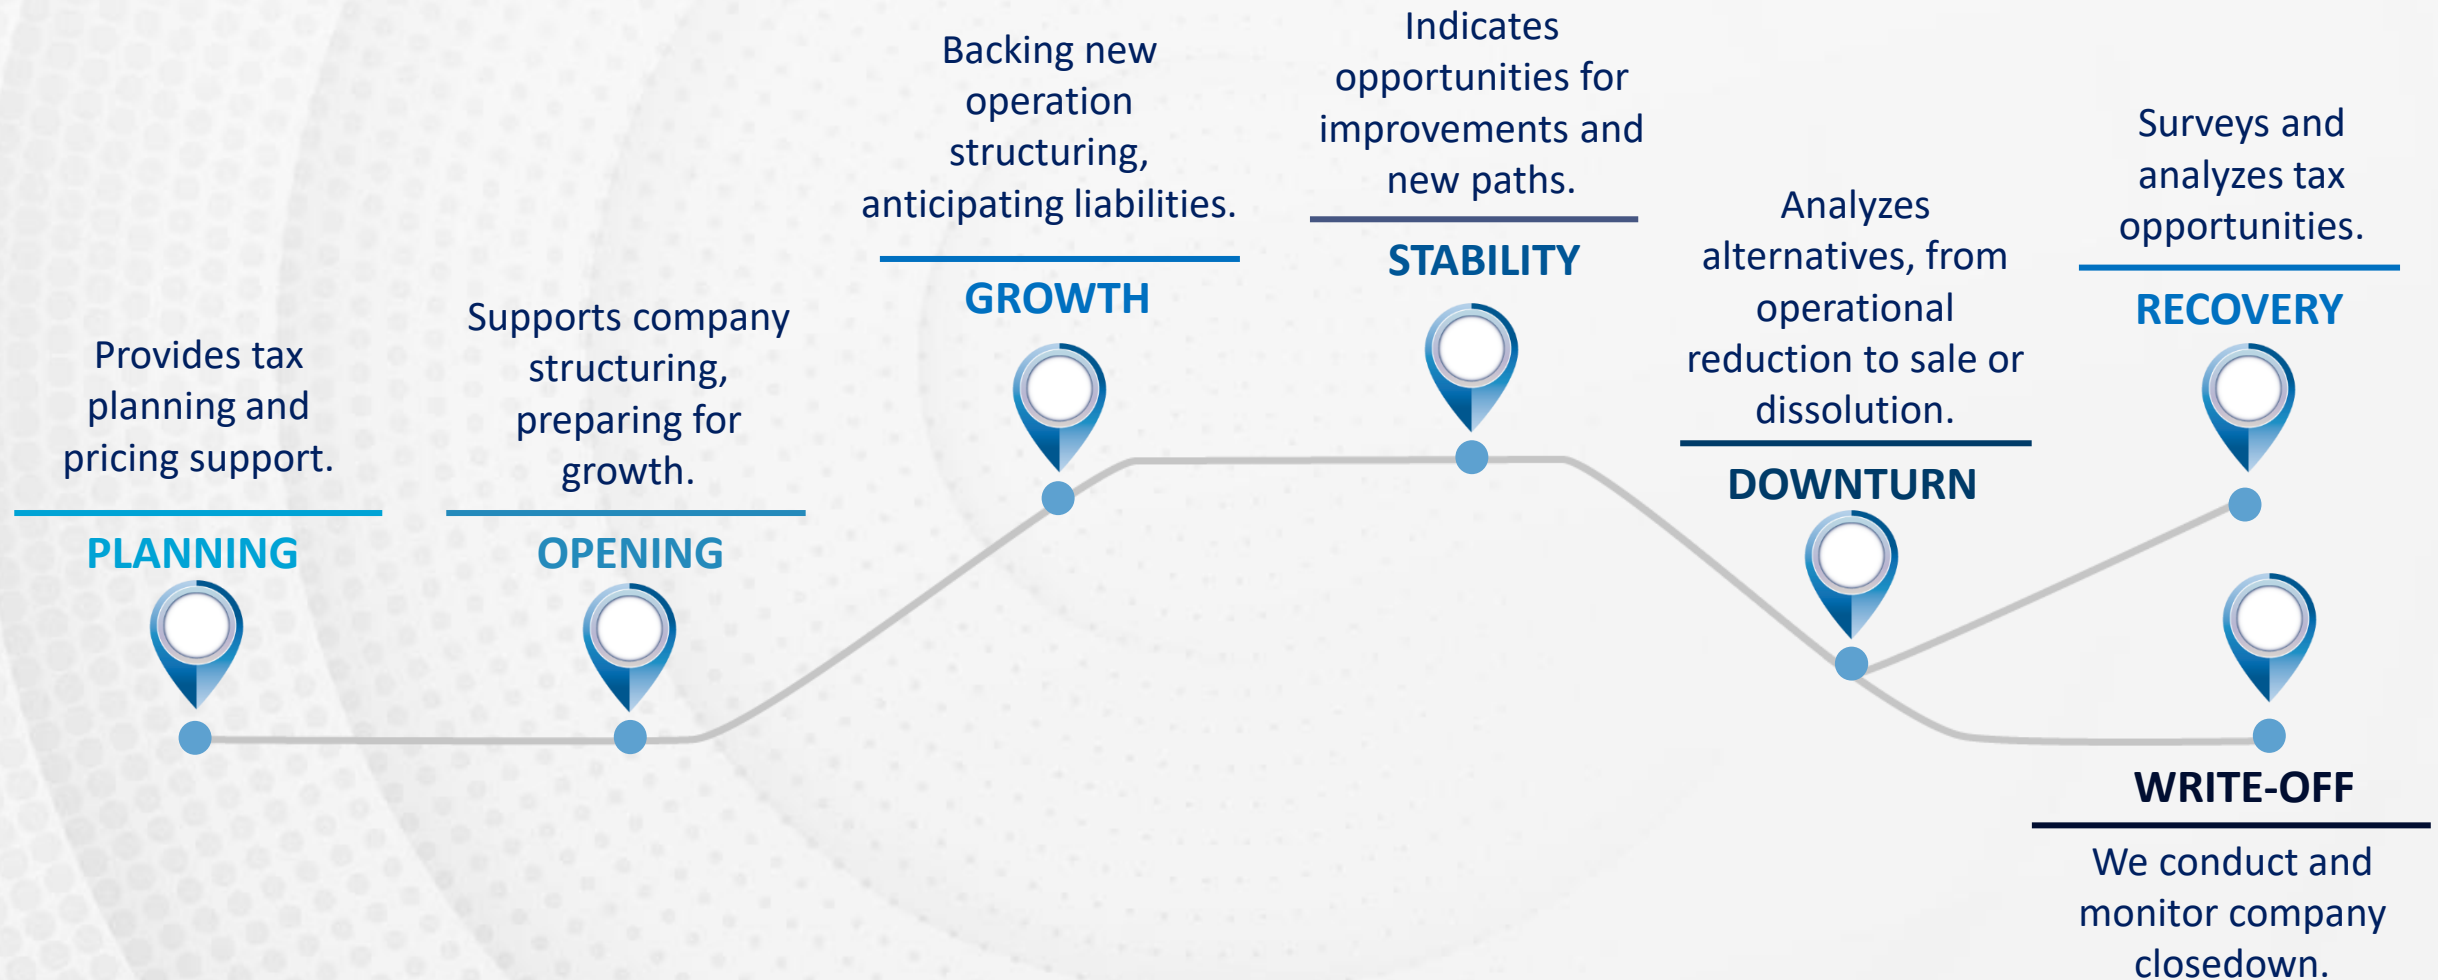 Provides tax
planning and
pricing support.
PLANNING
Supports company
structuring,
preparing for
growth.
OPENING
Backing new
operation
structuring,
anticipating liabilities.
GROWTH
Indicates
opportunities for
improvements and
new paths.
STABILITY
Analyzes
alternatives, from
operational
reduction to sale or
dissolution.
DOWNTURN
Surveys and
analyzes tax
opportunities.
RECOVERY
WRITE-OFF
We conduct and
monitor company
closedown.